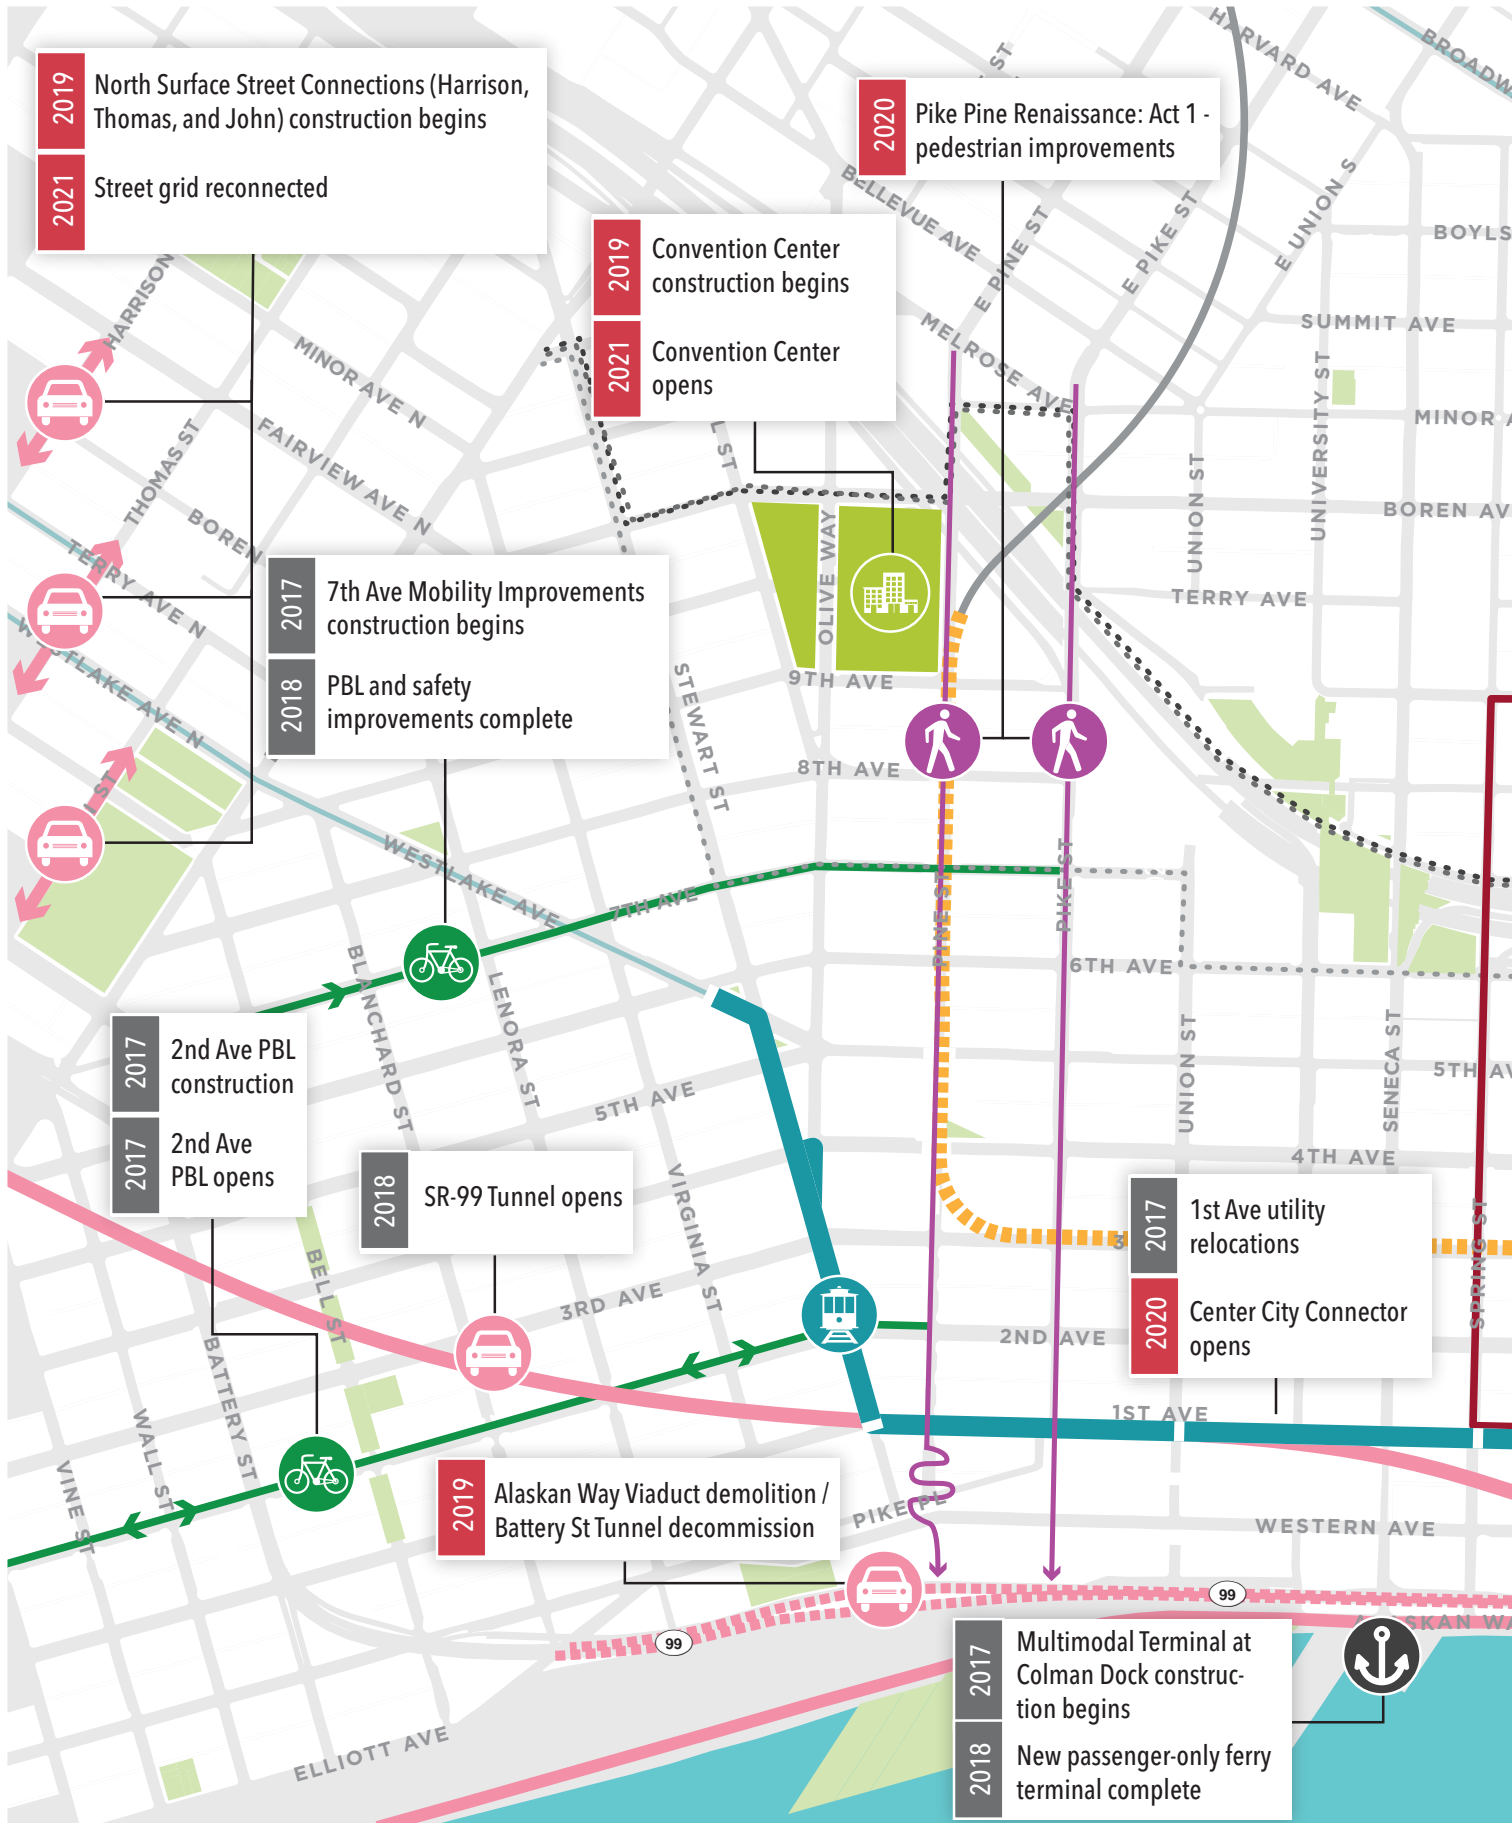 2019
North Surface Street Connections (Harrison,
Thomas, and John) construction begins
2021
Street grid reconnected
2020
Pike Pine Renaissance: Act 1 -
pedestrian improvements
2019
Convention Center
construction begins
2021
Convention Center
opens
2017
7th Ave Mobility Improvements
construction begins
2018
PBL and safety
improvements complete
2017
2nd Ave PBL
construction
2017
2nd Ave
PBL opens
2018
SR-99 Tunnel opens
2017
1st Ave utility
relocations
2020
Center City Connector
opens
2019
Alaskan Way Viaduct demolition /
Battery St Tunnel decommission
2017
Multimodal Terminal at
Colman Dock construc-
tion begins
2018
New passenger-only ferry
terminal complete
HARVARD AVE
BROADW
ST
BELLEVUE AVE
E PINE ST
E PIKE ST
E UNION S
BOYLS
SUMMIT AVE
MELROSE AVE
UNIVERSITY ST
MINOR A
UNION ST
BOREN AV
TERRY AVE
HARRISON
MINOR AVE N
FAIRVIEW AVE N
THOMAS ST
BOREN
TERRY AVE N
WESTLAKE AVE N
ST
L ST
OLIVE WAY
9TH AVE
STEWART ST
8TH AVE
WESTLAKE AVE
7TH AVE
PINE ST
PIKE ST
6TH AVE
BLANCHARD ST
LENORA ST
UNION ST
SENECA ST
5TH AV
5TH AVE
4TH AVE
VIRGINIA ST
BELL ST
3RD AVE
3
SPRING ST
2ND AVE
BATTERY ST
1ST AVE
WALL ST
VINE ST
PIKE PL
WESTERN AVE
99
99
ALASKAN WA
ELLIOTT AVE